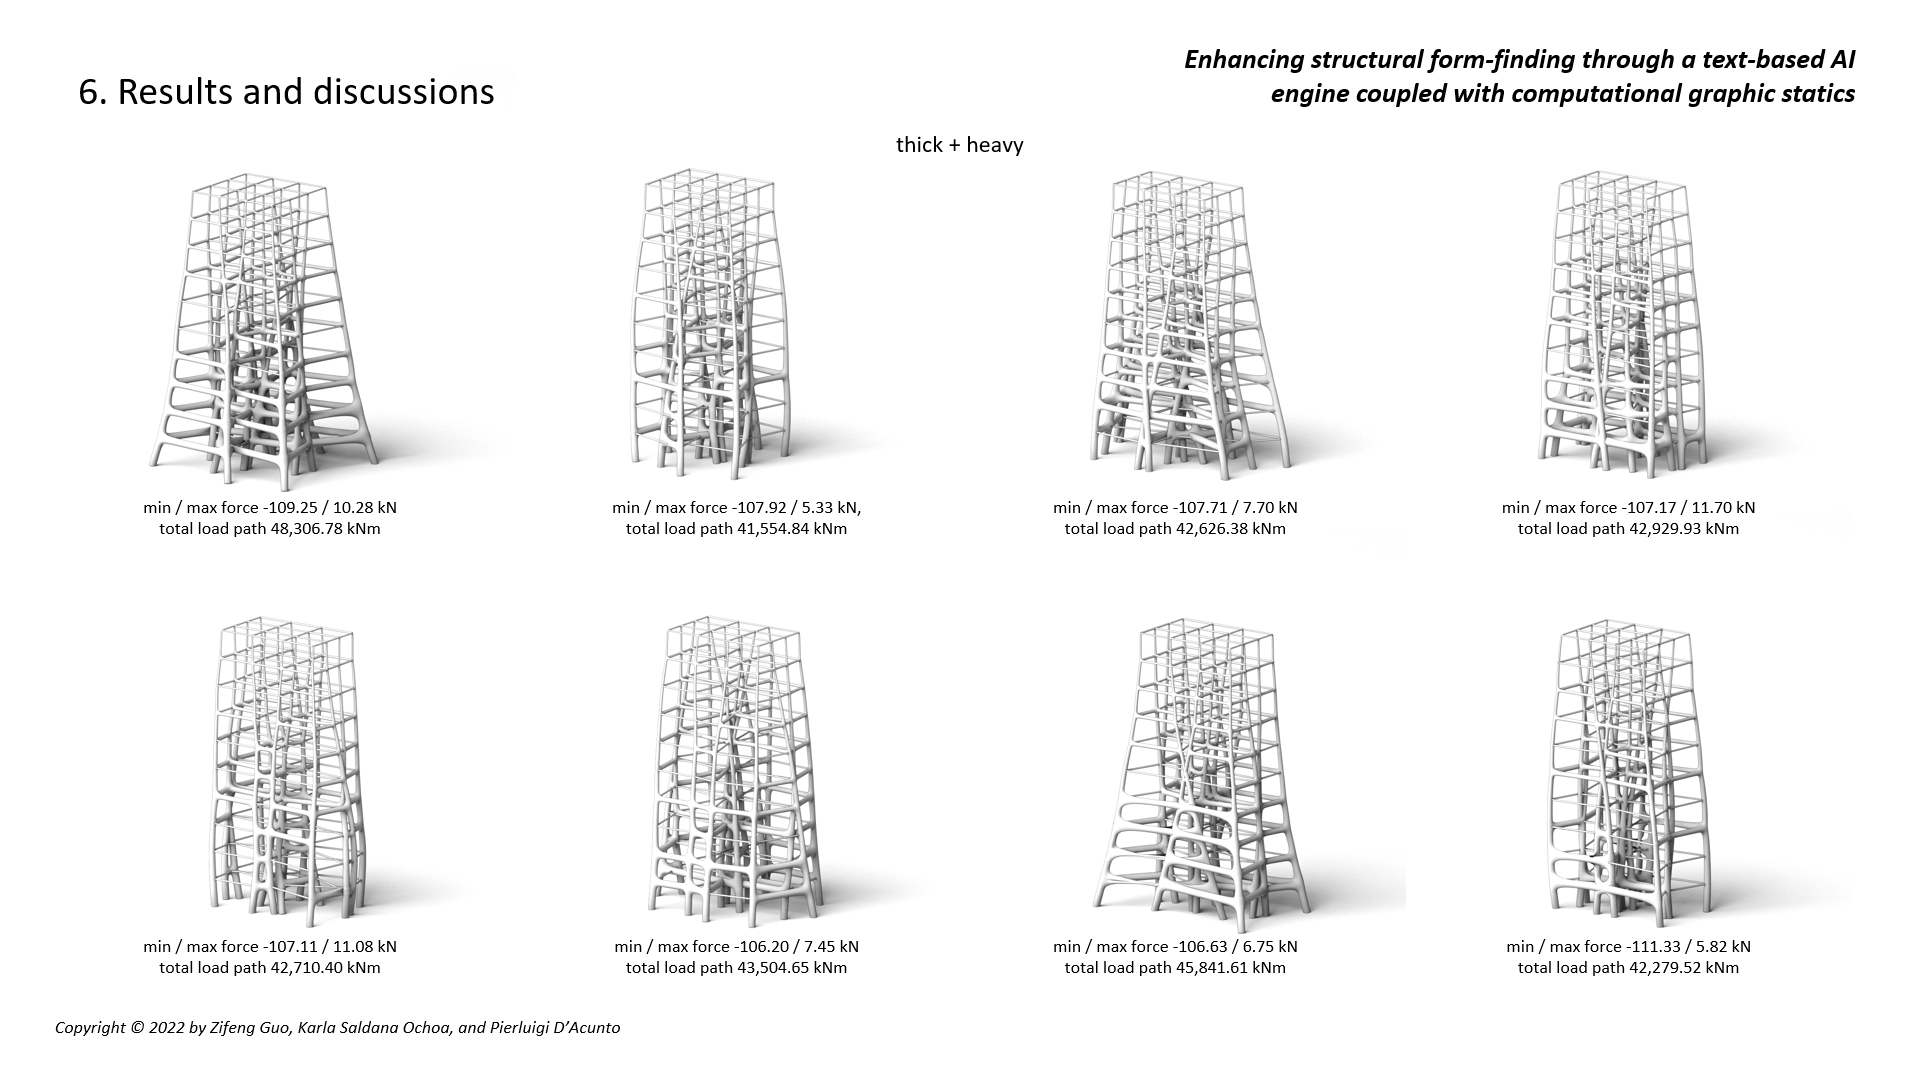 6. Results and discussions
Enhancing structural form-finding through a text-based AI
engine coupled with computational graphic statics
thick + heavy
min / max force -109.25 / 10.28 kN
total load path 48,306.78 kNm
min / max force -107.92 / 5.33 kN,
total load path 41,554.84 kNm
min / max force -107.71 / 7.70 kN
total load path 42,626.38 kNm
min / max force -107.17 / 11.70 kN
total load path 42,929.93 kNm
min / max force -107.11 / 11.08 kN
total load path 42,710.40 kNm
min / max force -106.20 / 7.45 kN
total load path 43,504.65 kNm
min / max force -106.63 / 6.75 kN
total load path 45,841.61 kNm
min / max force -111.33 / 5.82 kN
total load path 42,279.52 kNm
Copyright © 2022 by Zifeng Guo, Karla Saldana Ochoa, and Pierluigi D’Acunto